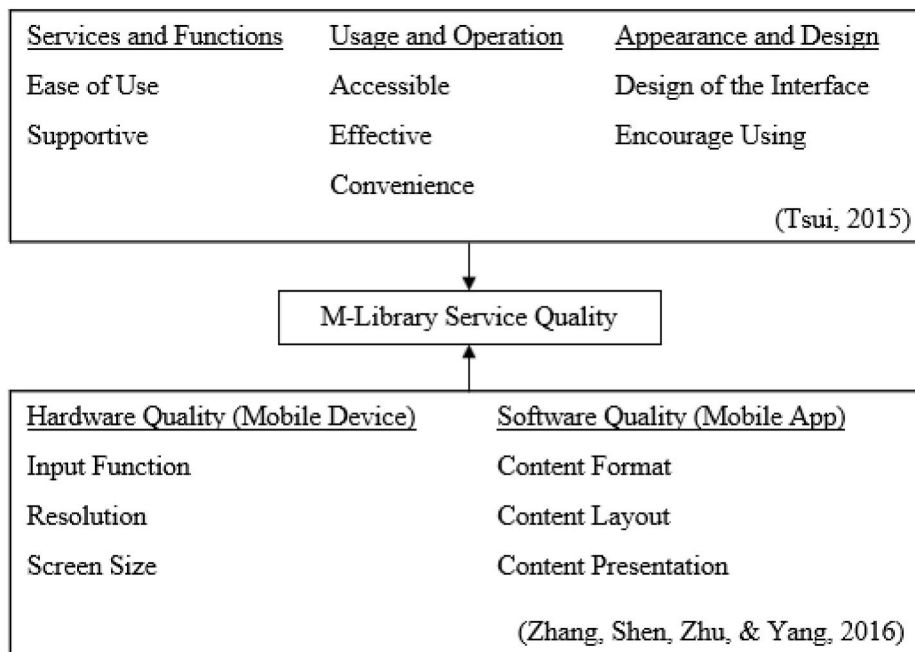 Services and Functions
Usage and Operation
Appearance and Design
Ease of Use
Accessible
Design of the Interface
Supportive
Effective
Encourage Using
Convenience
(Tsui, 2015)
M-Library Service Quality
Hardware Quality (Mobile Device)
Software Quality (Mobile App)
Input Function
Content Format
Resolution
Content Layout
Screen Size
Content Presentation
(Zhang, Shen, Zhu, & Yang, 2016)